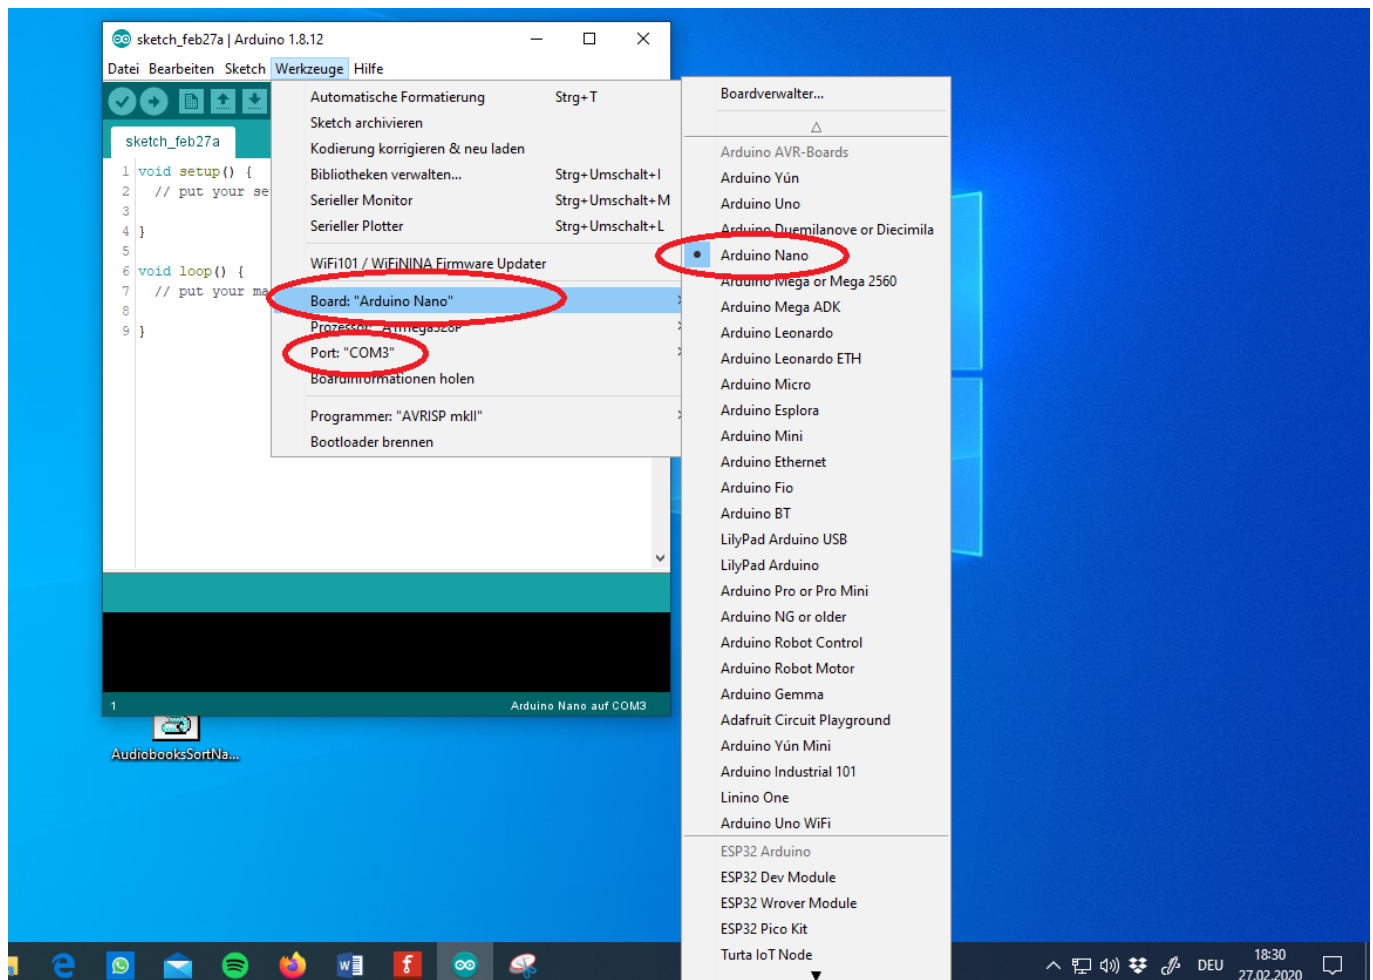 sketch_feb27a | Arduino 1.8.12
Datei Bearbeiten Sketch Werkzeuge Hilfe
sketch_feb27a
1 void setup() {
2 // put your se
3
4 }
5
6 void loop() {
7 // put your ma
8
9 }
Automatische Formatierung Strg+T
Sketch archivieren
Kodierung korrigieren & neu laden
Bibliotheken verwalten... Strg+Umschalt+I
Serieller Monitor Strg+Umschalt+M
Serieller Plotter Strg+Umschalt+L
WiFi101 / WiFiNINA Firmware Updater
Board: "Arduino Nano"
Prozessor: "ATmega328P"
Port: "COM3"
Boardinformationen holen
Programmer: "AVRISP mkII"
Bootloader brennen
Boardverwalter...
Arduino AVR-Boards
Arduino Yún
Arduino Uno
Arduino Duemilanove or Diecimila
Arduino Nano
Arduino Mega or Mega 2560
Arduino Mega ADK
Arduino Leonardo
Arduino Leonardo ETH
Arduino Micro
Arduino Esplora
Arduino Mini
Arduino Ethernet
Arduino Fio
Arduino BT
LilyPad Arduino USB
LilyPad Arduino
Arduino Pro or Pro Mini
Arduino NG or older
Arduino Robot Control
Arduino Robot Motor
Arduino Gemma
Adafruit Circuit Playground
Arduino Yún Mini
Arduino Industrial 101
Linino One
Arduino Uno WiFi
ESP32 Arduino
ESP32 Dev Module
ESP32 Wrover Module
ESP32 Pico Kit
Turta IoT Node
1 Arduino Nano auf COM3
AudiobooksSortNa...
DEU
18:30
27.02.2020